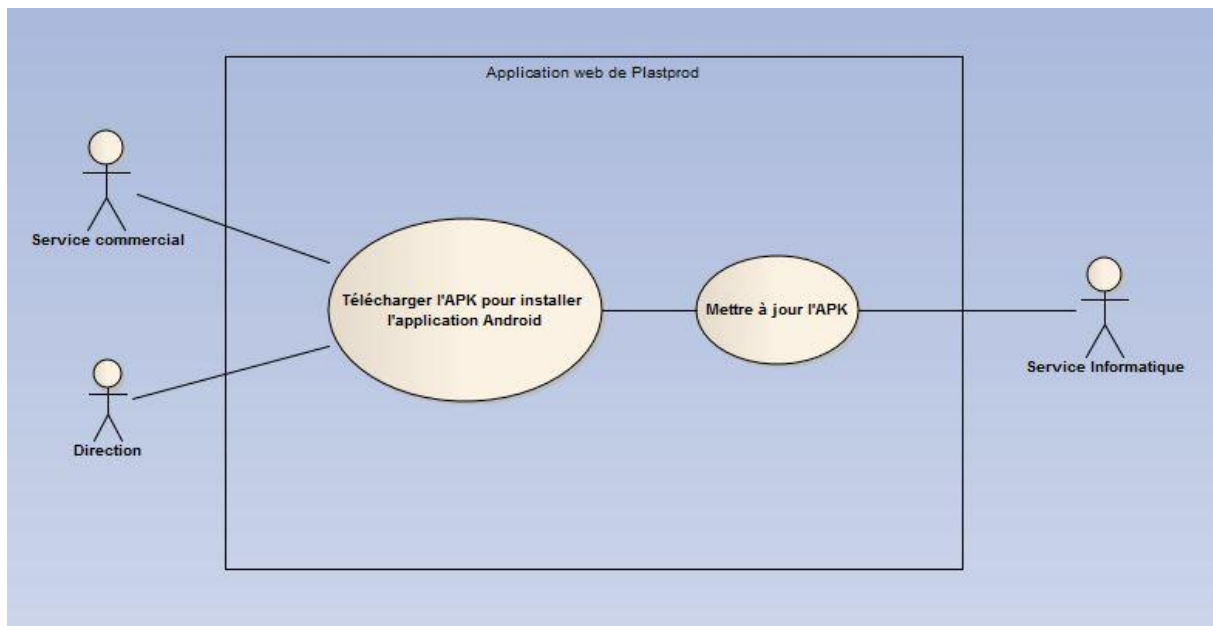 Application web de Plastprod
Service commercial
Télécharger l'APK pour installer
l'application Android
Mettre à jour l'APK
Service Informatique
Direction